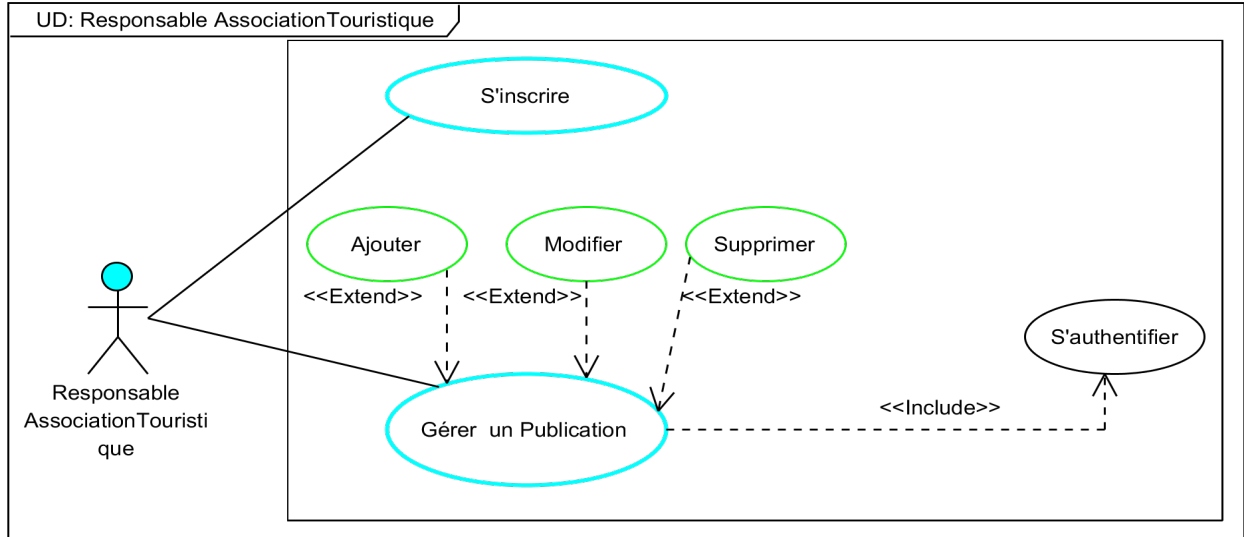 UD: Responsable AssociationTouristique
S'inscrire
Ajouter
Modifier
Supprimer
<<Extend>>
<<Extend>>
<<Extend>>
S'authentifier
Responsable
AssociationTouristi
que
<<Include>>
Gérer  un Publication